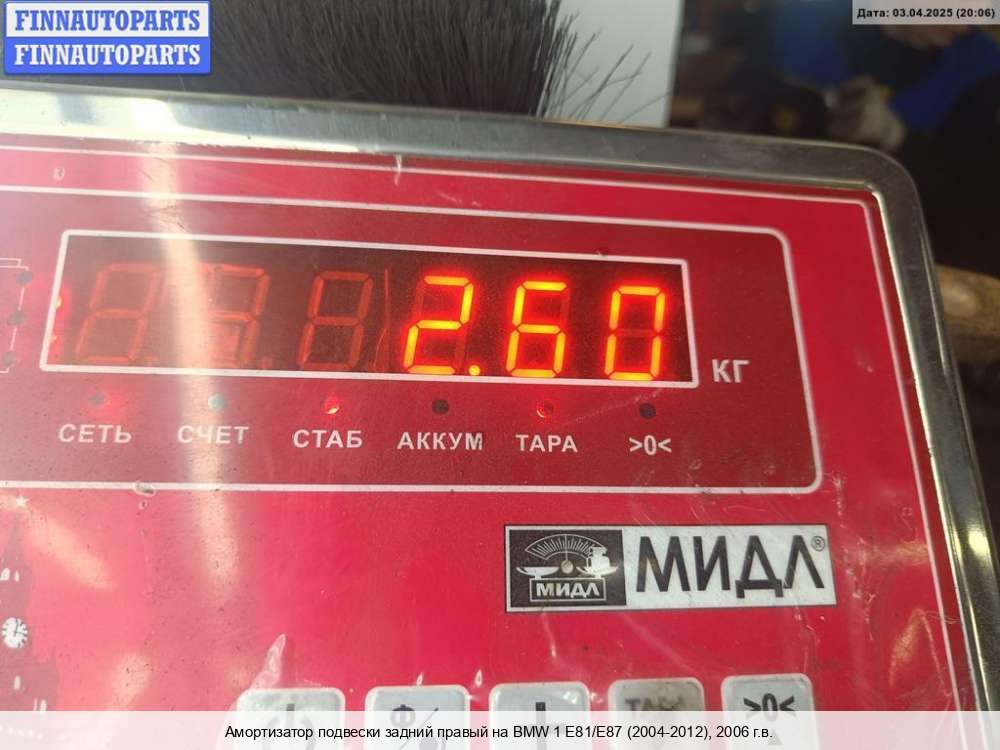 FINNAUTOPARTS
FINNAUTOPARTS
Дата: 03.04.2025 (20:06)
2.60 КГ
СЕТЬ СЧЕТ СТАБ АККУМ ТАРА >0<
МИДЛ МИДЛ®
ТАРА >0<
Амортизатор подвески задний правый на BMW 1 E81/E87 (2004-2012), 2006 г.в.